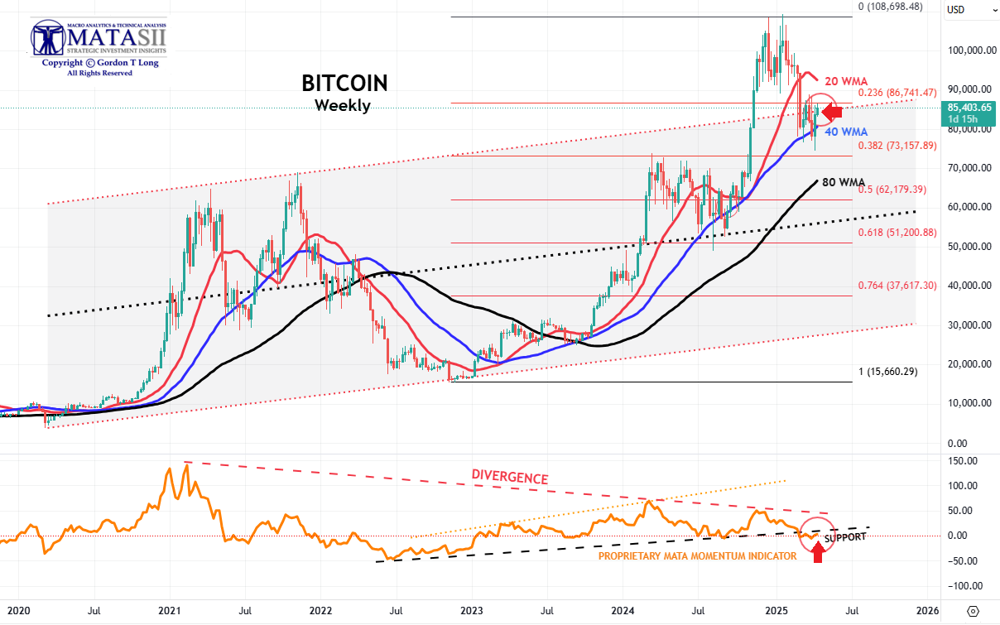 MACRO ANALYTICS & TECHNICAL ANALYSIS
MATASII
STRATEGIC INVESTMENT INSIGHTS
Copyright © Gordon T Long
All Rights Reserved
BITCOIN
Weekly
0 (108,698.48)
USD
100,000.00
20 WMA
90,000.00
0.236 (86,741.47)
85,403.65
1d 15h
80,000.00
40 WMA
0.382 (73,157.89)
70,000.00
80 WMA
0.5 (62,179.39)
60,000.00
0.618 (51,200.88)
50,000.00
0.764 (37,617.30)
40,000.00
30,000.00
20,000.00
1 (15,660.29)
10,000.00
0.00
150.00
DIVERGENCE
100.00
50.00
0.00
SUPPORT
PROPRIETARY MATA MOMENTUM INDICATOR
−50.00
−100.00
2020 Jul 2021 Jul 2022 Jul 2023 Jul 2024 Jul 2025 Jul 2026